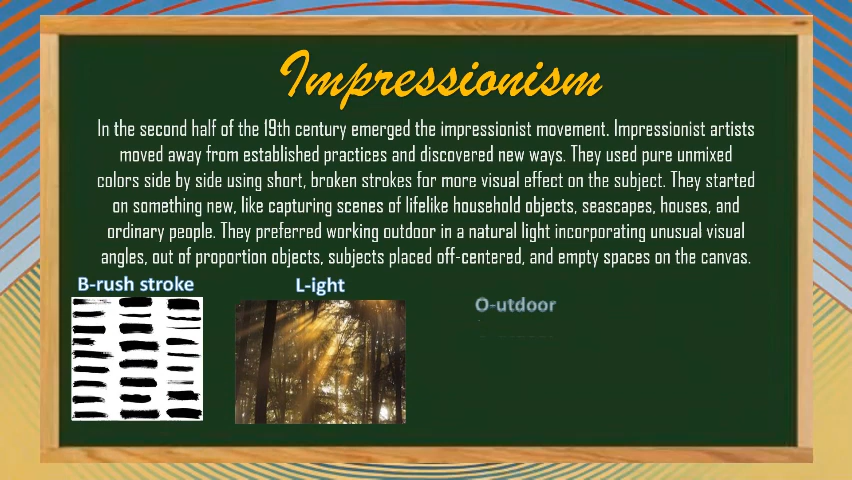 Impressionism
In the second half of the 19th century emerged the impressionist movement. Impressionist artists
moved away from established practices and discovered new ways. They used pure unmixed
colors side by side using short, broken strokes for more visual effect on the subject. They started
on something new, like capturing scenes of lifelike household objects, seascapes, houses, and
ordinary people. They preferred working outdoor in a natural light incorporating unusual visual
angles, out of proportion objects, subjects placed off-centered, and empty spaces on the canvas.
B-rush stroke
L-ight
O-utdoor